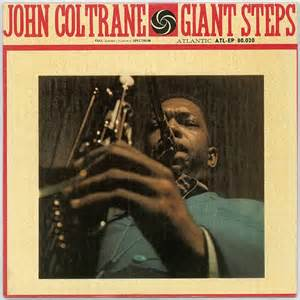 JOHN COLTRANE GIANT STEPS
ATLANTIC ATL-EP 80.020